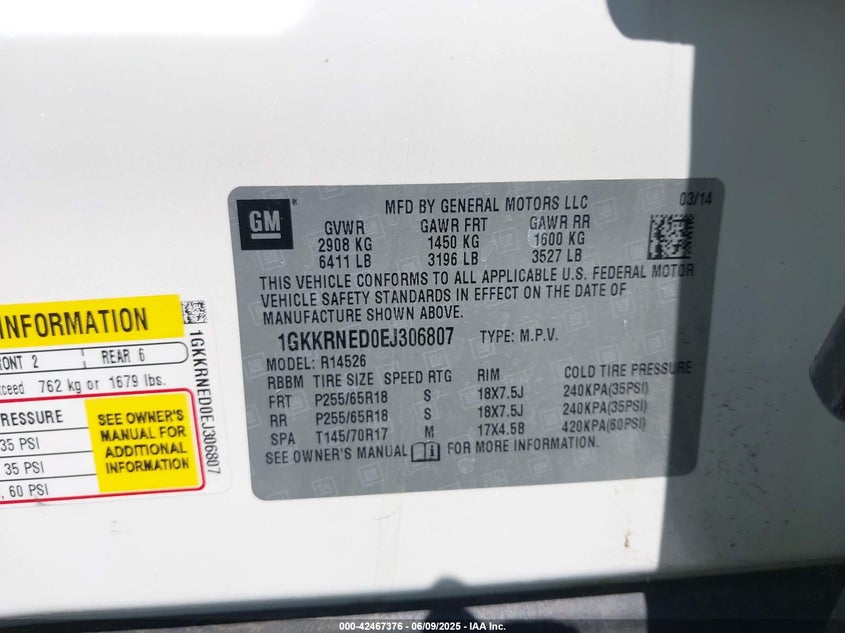 GM
®
MFD BY GENERAL MOTORS LLC
03/14
GVWR GAWR FRT GAWR RR
2908 KG 1450 KG 1600 KG
6411 LB 3196 LB 3527 LB
THIS VEHICLE CONFORMS TO ALL APPLICABLE U.S. FEDERAL MOTOR
VEHICLE SAFETY STANDARDS IN EFFECT ON THE DATE OF
MANUFACTURE SHOWN ABOVE.
1GKKRNED0EJ306807 TYPE: M.P.V.
MODEL: R14526
RBBM TIRE SIZE SPEED RTG RIM COLD TIRE PRESSURE
FRT P255/65R18 S 18X7.5J 240KPA(35PSI)
RR P255/65R18 S 18X7.5J 240KPA(35PSI)
SPA T145/70R17 M 17X4.5B 420KPA(60PSI)
SEE OWNER'S MANUAL i FOR MORE INFORMATION.
INFORMATION
2 REAR 6
762 kg or 1679 lbs.
PRESSURE
35 PSI
35 PSI
, 60 PSI
SEE OWNER'S
MANUAL FOR
ADDITIONAL
INFORMATION
1GKKRNED0EJ306807
000-42467376 - 06/09/2025 - IAA Inc.